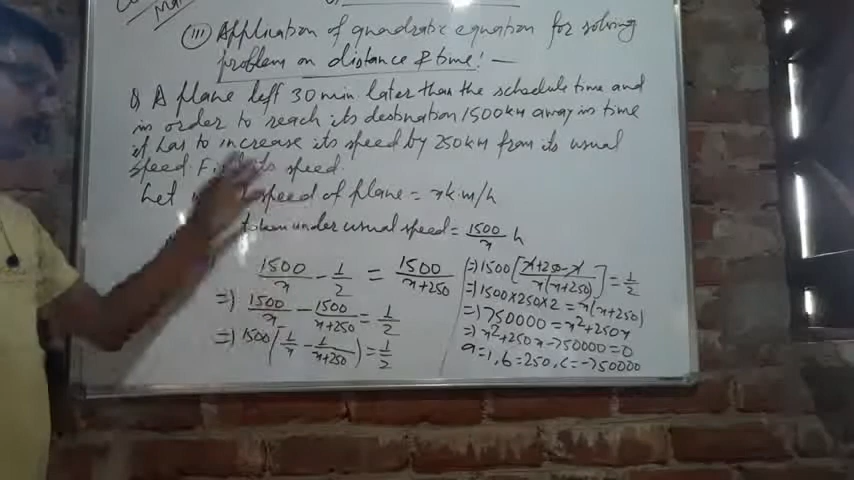 (III) Application of quadratic equation for solving
problem on distance & time! —
Q A plane left 30 min later than the schedule time and
in order to reach its destination 1500 km away in time
it has to increase its speed by 250 km from its usual
speed. Find its speed.
Let speed of plane = x k.m/h
taken under usual speed = 1500/x h
1500/x - 1/2 = 1500/x+250
=) 1500/x - 1500/x+250 = 1/2
=) 1500(1/x - 1/x+250) = 1/2
=) 1500[x+250-x/x(x+250)] = 1/2
=) 1500×250×2 = x(x+250)
=) 750000 = x²+250x
=) x²+250x-750000=0
a=1, b=250, c=-750000